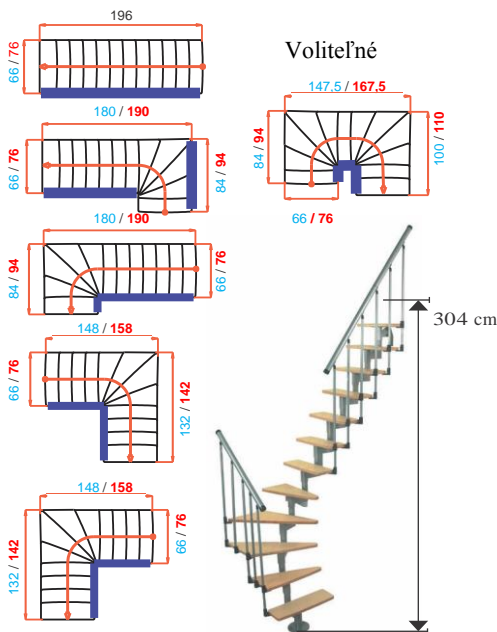 196
66 / 76
Voliteľné
180 / 190
66 / 76
84 / 94
147,5 / 167,5
84 / 94
100 / 110
66 / 76
180 / 190
84 / 94
66 / 76
148 / 158
66 / 76
132 / 142
304 cm
148 / 158
132 / 142
66 / 76